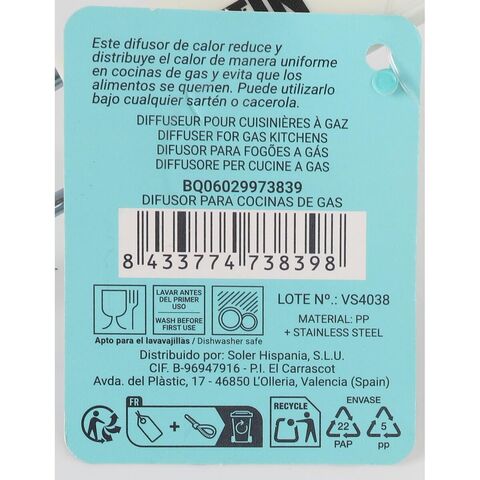 Este difusor de calor reduce y
distribuye el calor de manera uniforme
en cocinas de gas y evita que los
alimentos se quemen. Puede utilizarlo
bajo cualquier sartén o cacerola.
DIFFUSEUR POUR CUISINIÈRES À GAZ
DIFFUSER FOR GAS KITCHENS
DIFUSOR PARA FOGÕES A GÁS
DIFFUSORE PER CUCINE A GAS
BQ06029973839
DIFUSOR PARA COCINAS DE GAS
8 433774 738398
LAVAR ANTES
DEL PRIMER
USO
WASH BEFORE
FIRST USE
Apto para el lavavajillas / Dishwasher safe
LOTE Nº.: VS4038
MATERIAL: PP
+ STAINLESS STEEL
Distribuido por: Soler Hispania, S.L.U.
CIF. B-96947916 - P.I. El Carrascot
Avda. del Plàstic, 17 - 46850 L'Olleria, Valencia (Spain)
FR
+
RECYCLE
ENVASE
22
PAP
5
pp